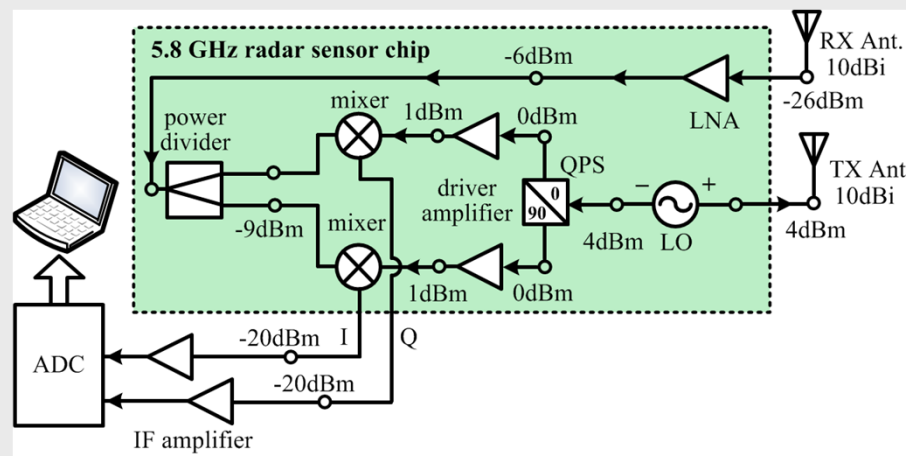 5.8 GHz radar sensor chip
RX Ant.
10dBi
-6dBm
-26dBm
LNA
mixer
1dBm
0dBm
power
divider
QPS
TX Ant
10dBi
driver
amplifier
0
90
−
+
4dBm
LO
4dBm
-9dBm
mixer
1dBm
0dBm
I
Q
-20dBm
ADC
-20dBm
IF amplifier